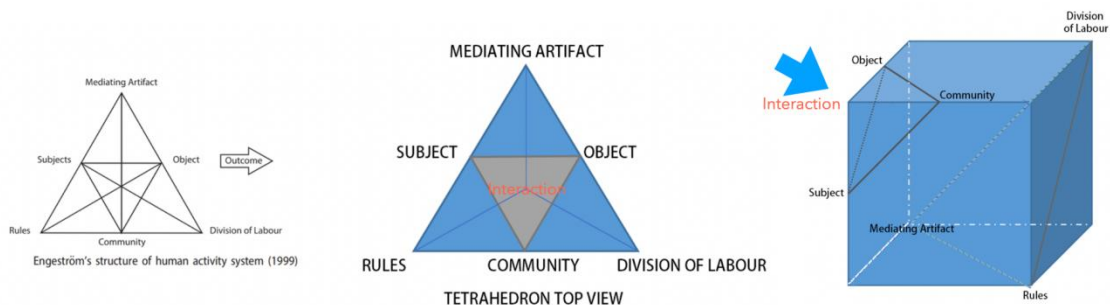 Mediating Artifact
Subjects
Object
Outcome
Rules
Community
Division of Labour
Engeström's structure of human activity system (1999)
MEDIATING ARTIFACT
SUBJECT
OBJECT
Interaction
RULES
COMMUNITY
DIVISION OF LABOUR
TETRAHEDRON TOP VIEW
Division
of Labour
Object
Interaction
Community
Subject
Mediating Artifact
Rules